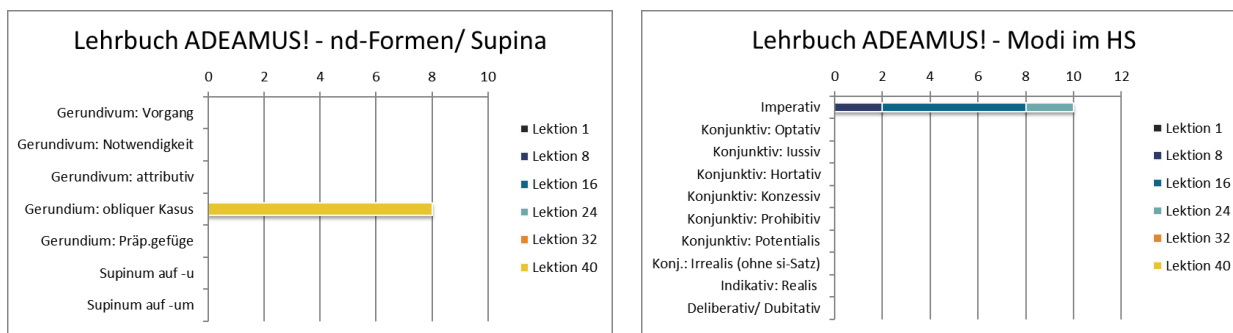 Lehrbuch ADEAMUS! - nd-Formen/ Supina
0 2 4 6 8 10
Gerundivum: Vorgang
Gerundivum: Notwendigkeit
Gerundivum: attributiv
Gerundium: obliquer Kasus
Gerundium: Präp.gefüge
Supinum auf -u
Supinum auf -um
Lektion 1
Lektion 8
Lektion 16
Lektion 24
Lektion 32
Lektion 40
Lehrbuch ADEAMUS! - Modi im HS
0 2 4 6 8 10 12
Imperativ
Konjunktiv: Optativ
Konjunktiv: Iussiv
Konjunktiv: Hortativ
Konjunktiv: Konzessiv
Konjunktiv: Prohibitiv
Konjunktiv: Potentialis
Konj.: Irrealis (ohne si-Satz)
Indikativ: Realis
Deliberativ/ Dubitativ
Lektion 1
Lektion 8
Lektion 16
Lektion 24
Lektion 32
Lektion 40